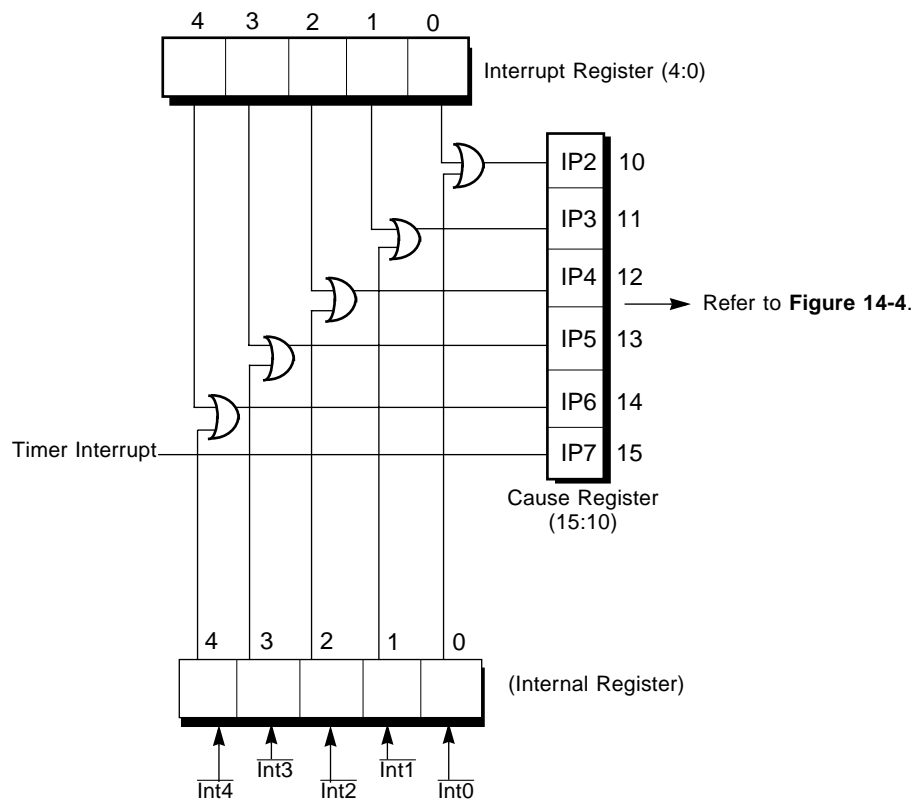 4 3 2 1 0
Interrupt Register (4:0)
IP2 10
IP3 11
IP4 12
Refer to Figure 14-4.
IP5 13
IP6 14
Timer Interrupt
IP7 15
Cause Register
(15:10)
4 3 2 1 0
(Internal Register)
Int3 Int1
Int4 Int2 Int0